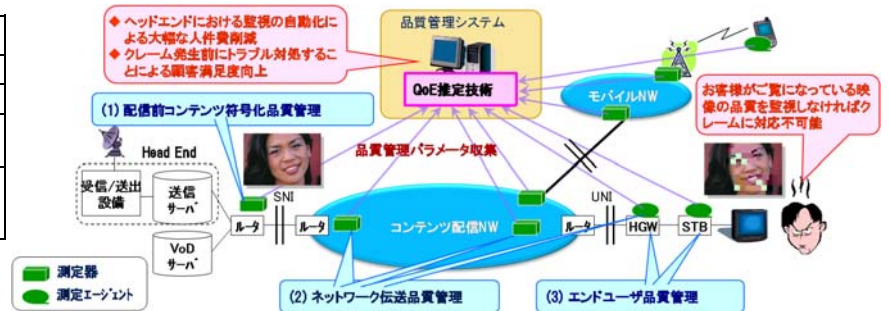 ◆ ヘッドエンドにおける監視の自動化に
よる大幅な人件費削減
◆ クレーム発生前にトラブル対処するこ
とによる顧客満足度向上
品質管理システム
QoE推定技術
モバイルNW
お客様がご覧になっている映
像の品質を監視しなければク
レームに対応不可能
(1) 配信前コンテンツ符号化品質管理
品質管理パラメータ収集
Head End
受信/送出
設備
送信
サーバ
VoD
サーバ
ルータ
SNI
ルータ
コンテンツ配信NW
ルータ
UNI
HGW
STB
測定器
測定エージェント
(2) ネットワーク伝送品質管理
(3) エンドユーザ品質管理